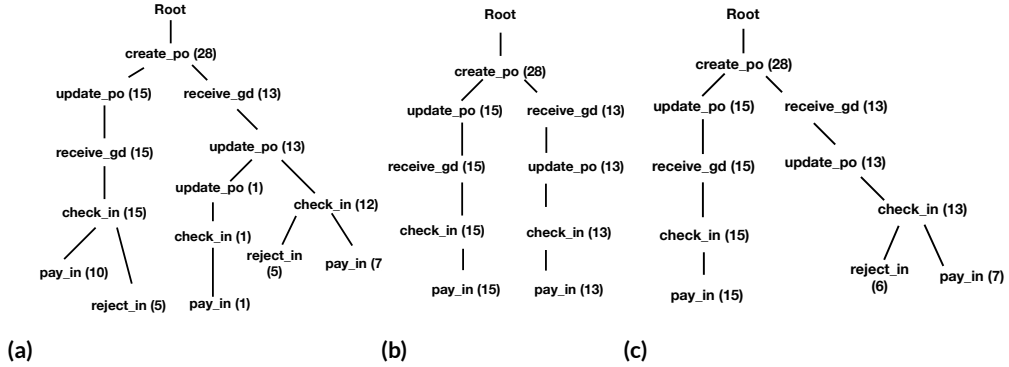 Root
create_po (28)
update_po (15)
receive_gd (13)
receive_gd (15)
update_po (13)
update_po (1)
check_in (15)
check_in (12)
check_in (1)
pay_in (10)
reject_in
(5)
pay_in (7
reject_in (5)
pay_in (1)
(a)
Root
create_po (28)
update_po (15)
receive_gd (13)
receive_gd (15)
update_po (13)
check_in (15)
check_in (13)
pay_in (15)
pay_in (13)
(b)
Root
create_po (28)
update_po (15)
receive_gd (13)
receive_gd (15)
update_po (13)
check_in (13)
check_in (15)
reject_in
(6)
pay_in (7)
pay_in (15)
(c)